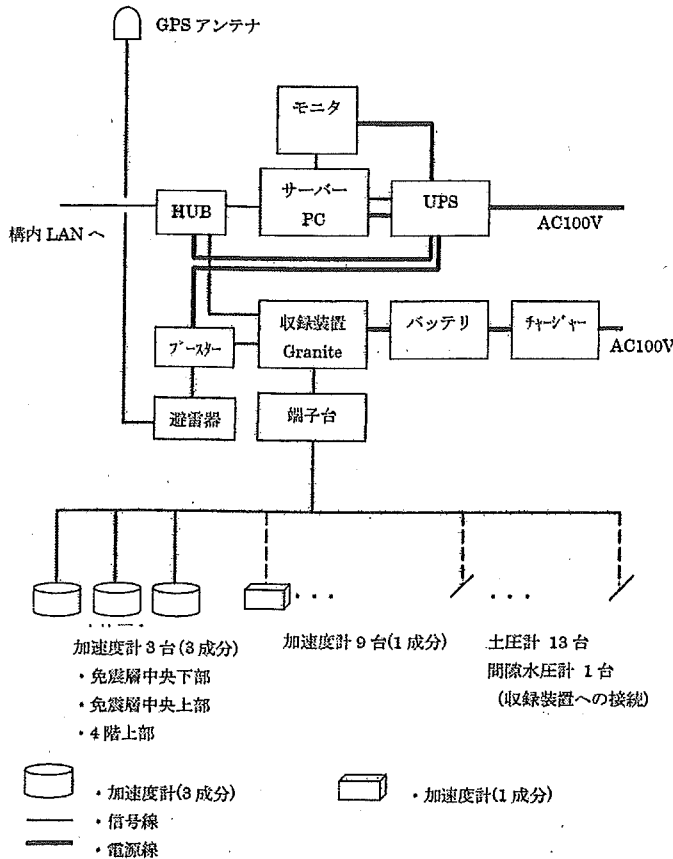 GPS アンテナ
モニタ
サーバー
PC
UPS
HUB
AC100V
構内 LAN へ
収録装置
Granite
バッテリ
チャージャー
ブースター
AC100V
避雷器
端子台
加速度計 3 台 (3 成分)
・免震層中央下部
・免震層中央上部
・4 階上部
・・・
加速度計 9 台 (1 成分)
・・・
土圧計 13 台
間隙水圧計 1 台
(収録装置への接続)
・加速度計(3 成分)
・加速度計(1 成分)
・信号線
・電源線